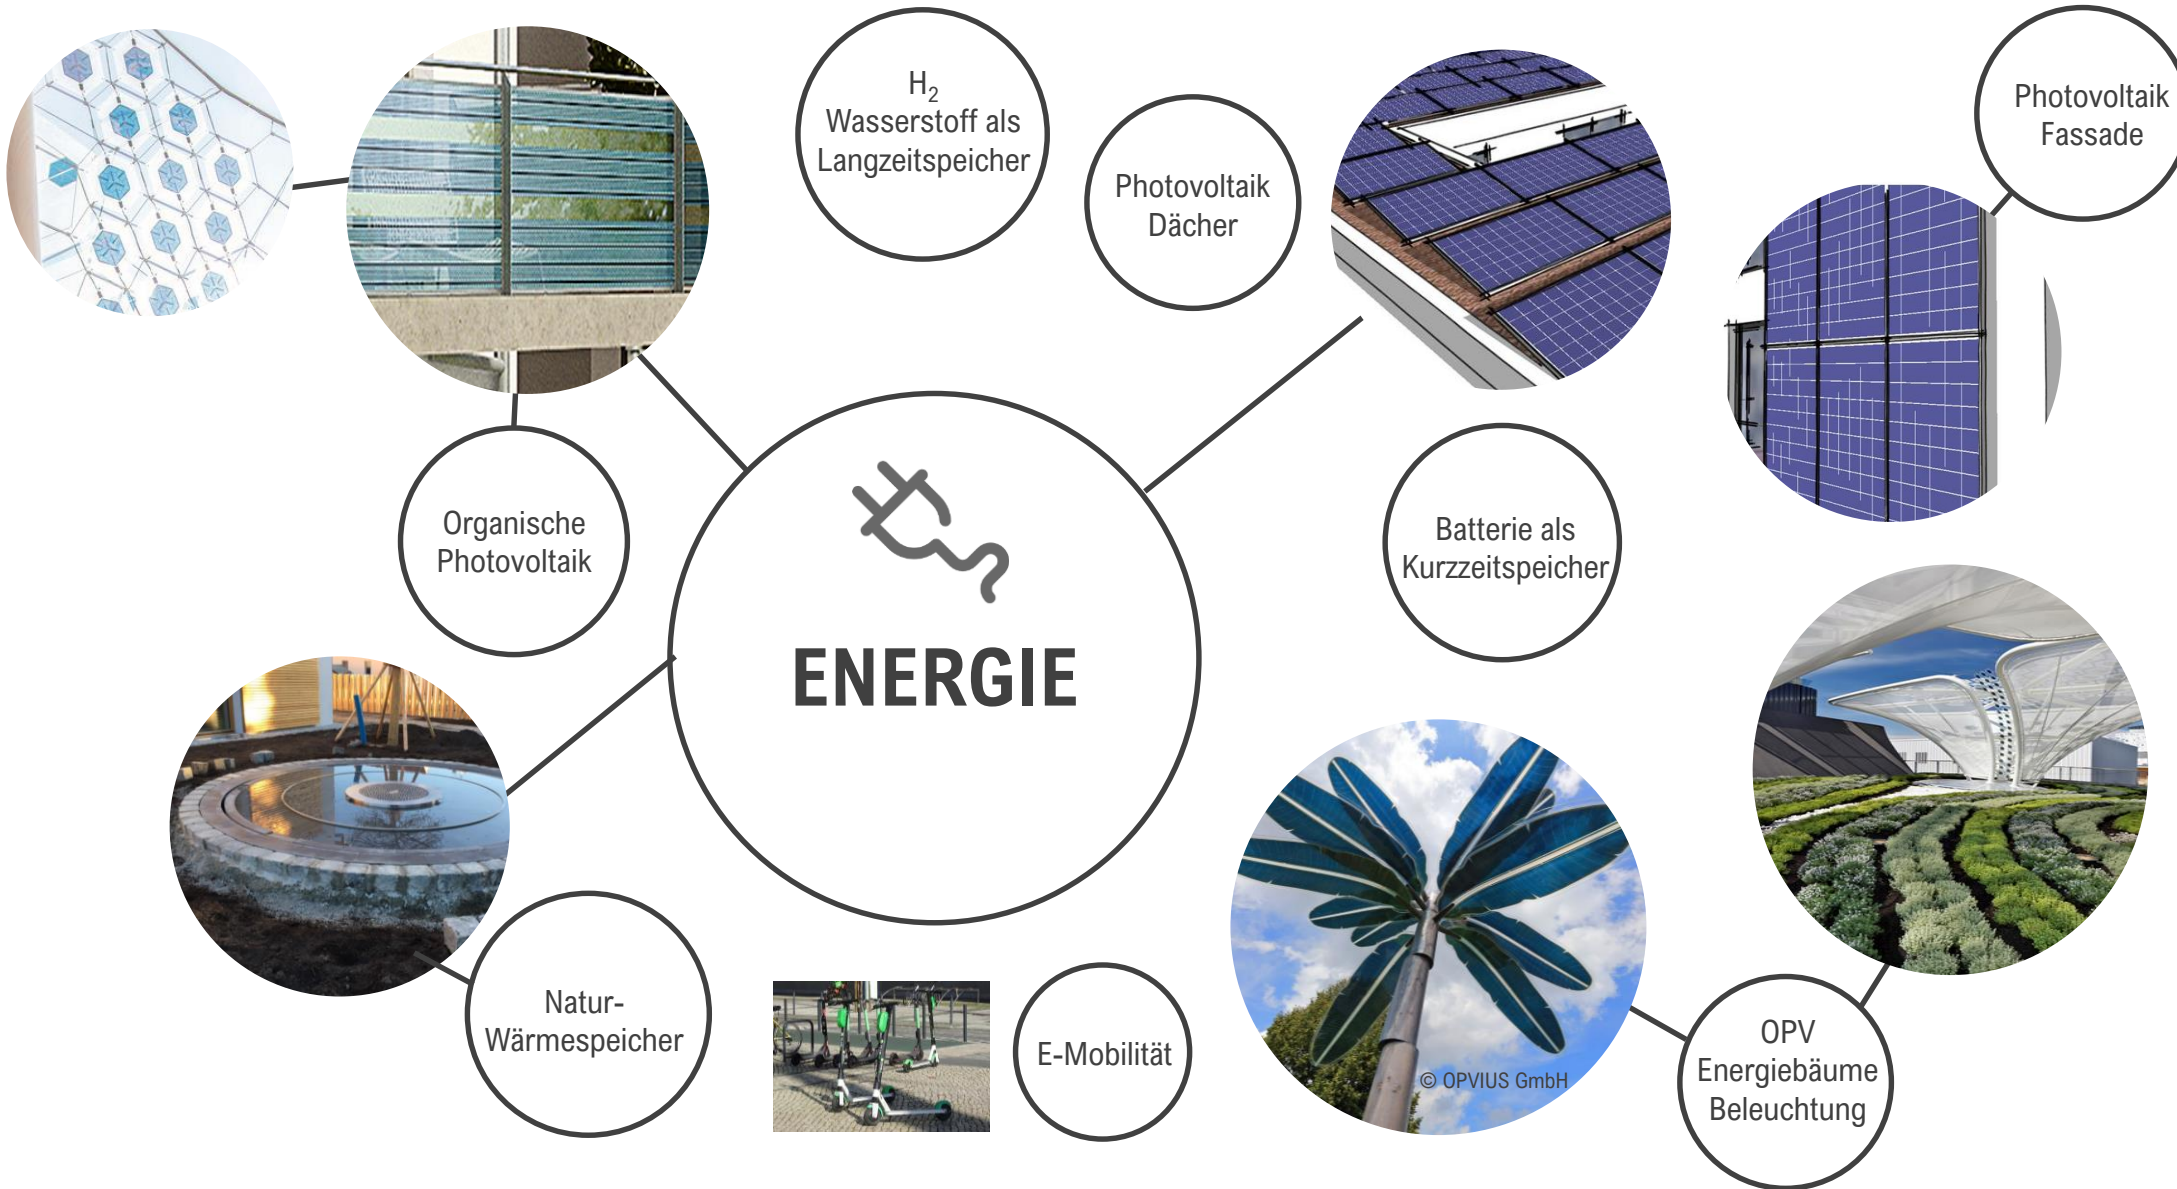 H₂
Wasserstoff als
Langzeitspeicher
Photovoltaik
Dächer
Photovoltaik
Fassade
Organische
Photovoltaik
Batterie als
Kurzzeitspeicher
ENERGIE
Natur-
Wärmespeicher
E-Mobilität
© OPVIUS GmbH
OPV
Energiebäume
Beleuchtung